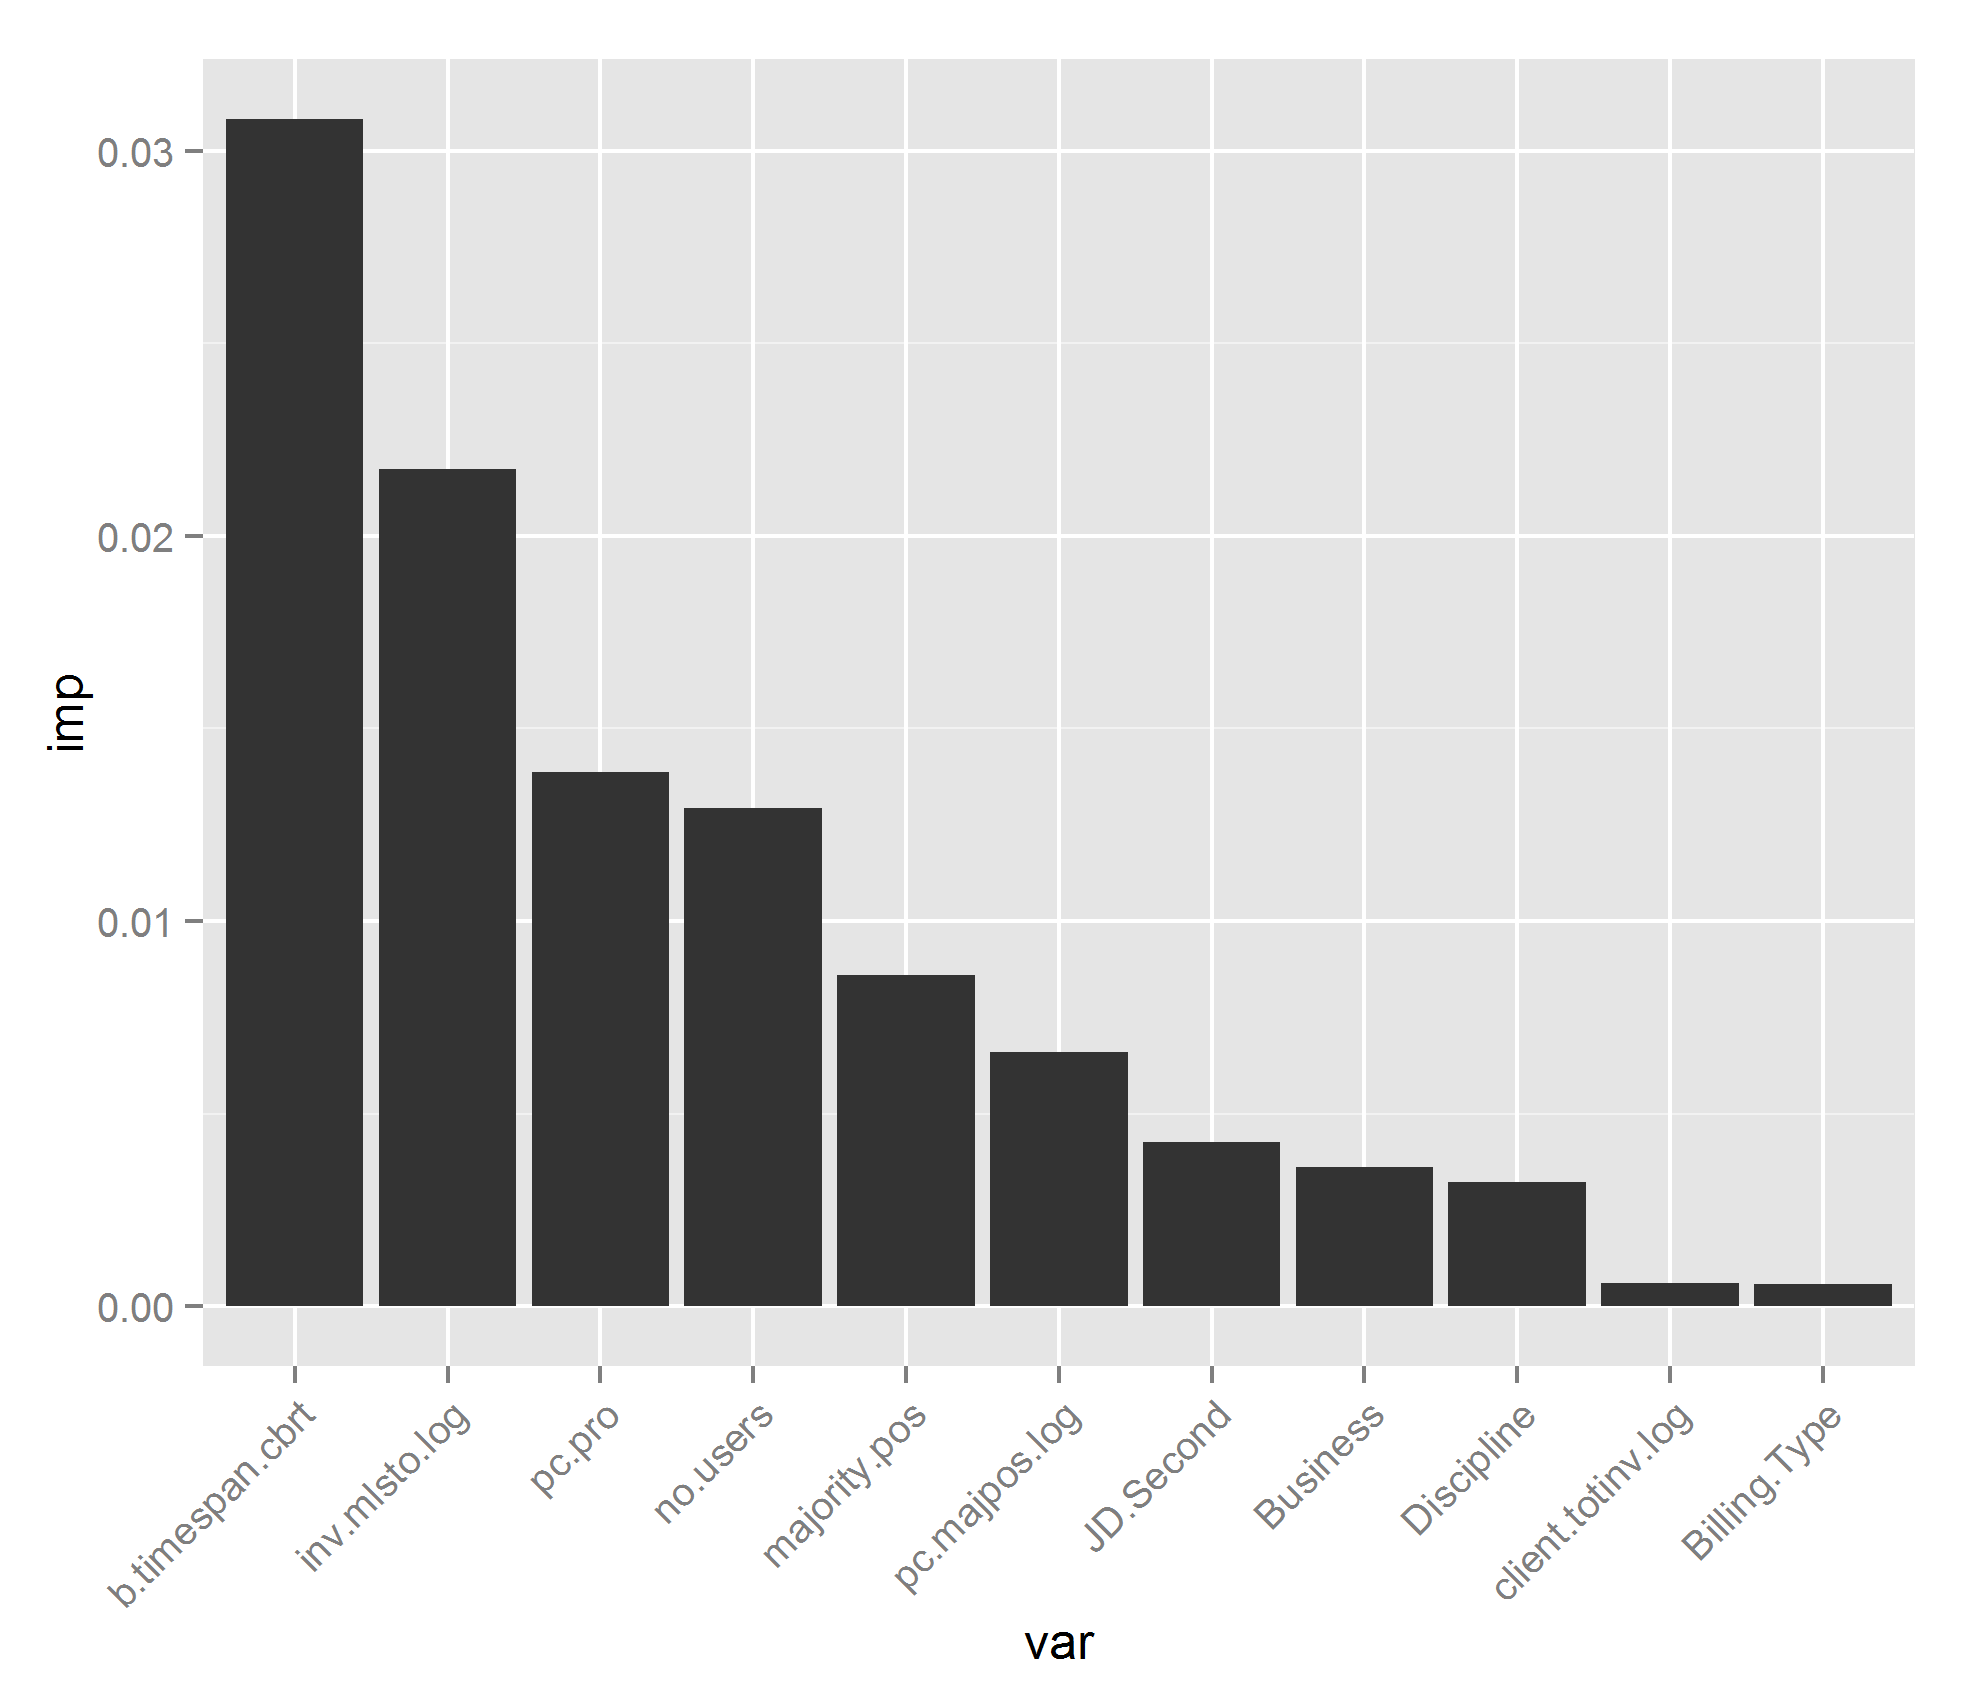 0.03
0.02
0.01
0.00
imp
b.timespan.cbrt
inv.mlsto.log
pc.pro
no.users
majority.pos
pc.majpos.log
JD.Second
Business
Discipline
client.totinv.log
Billing.Type
var